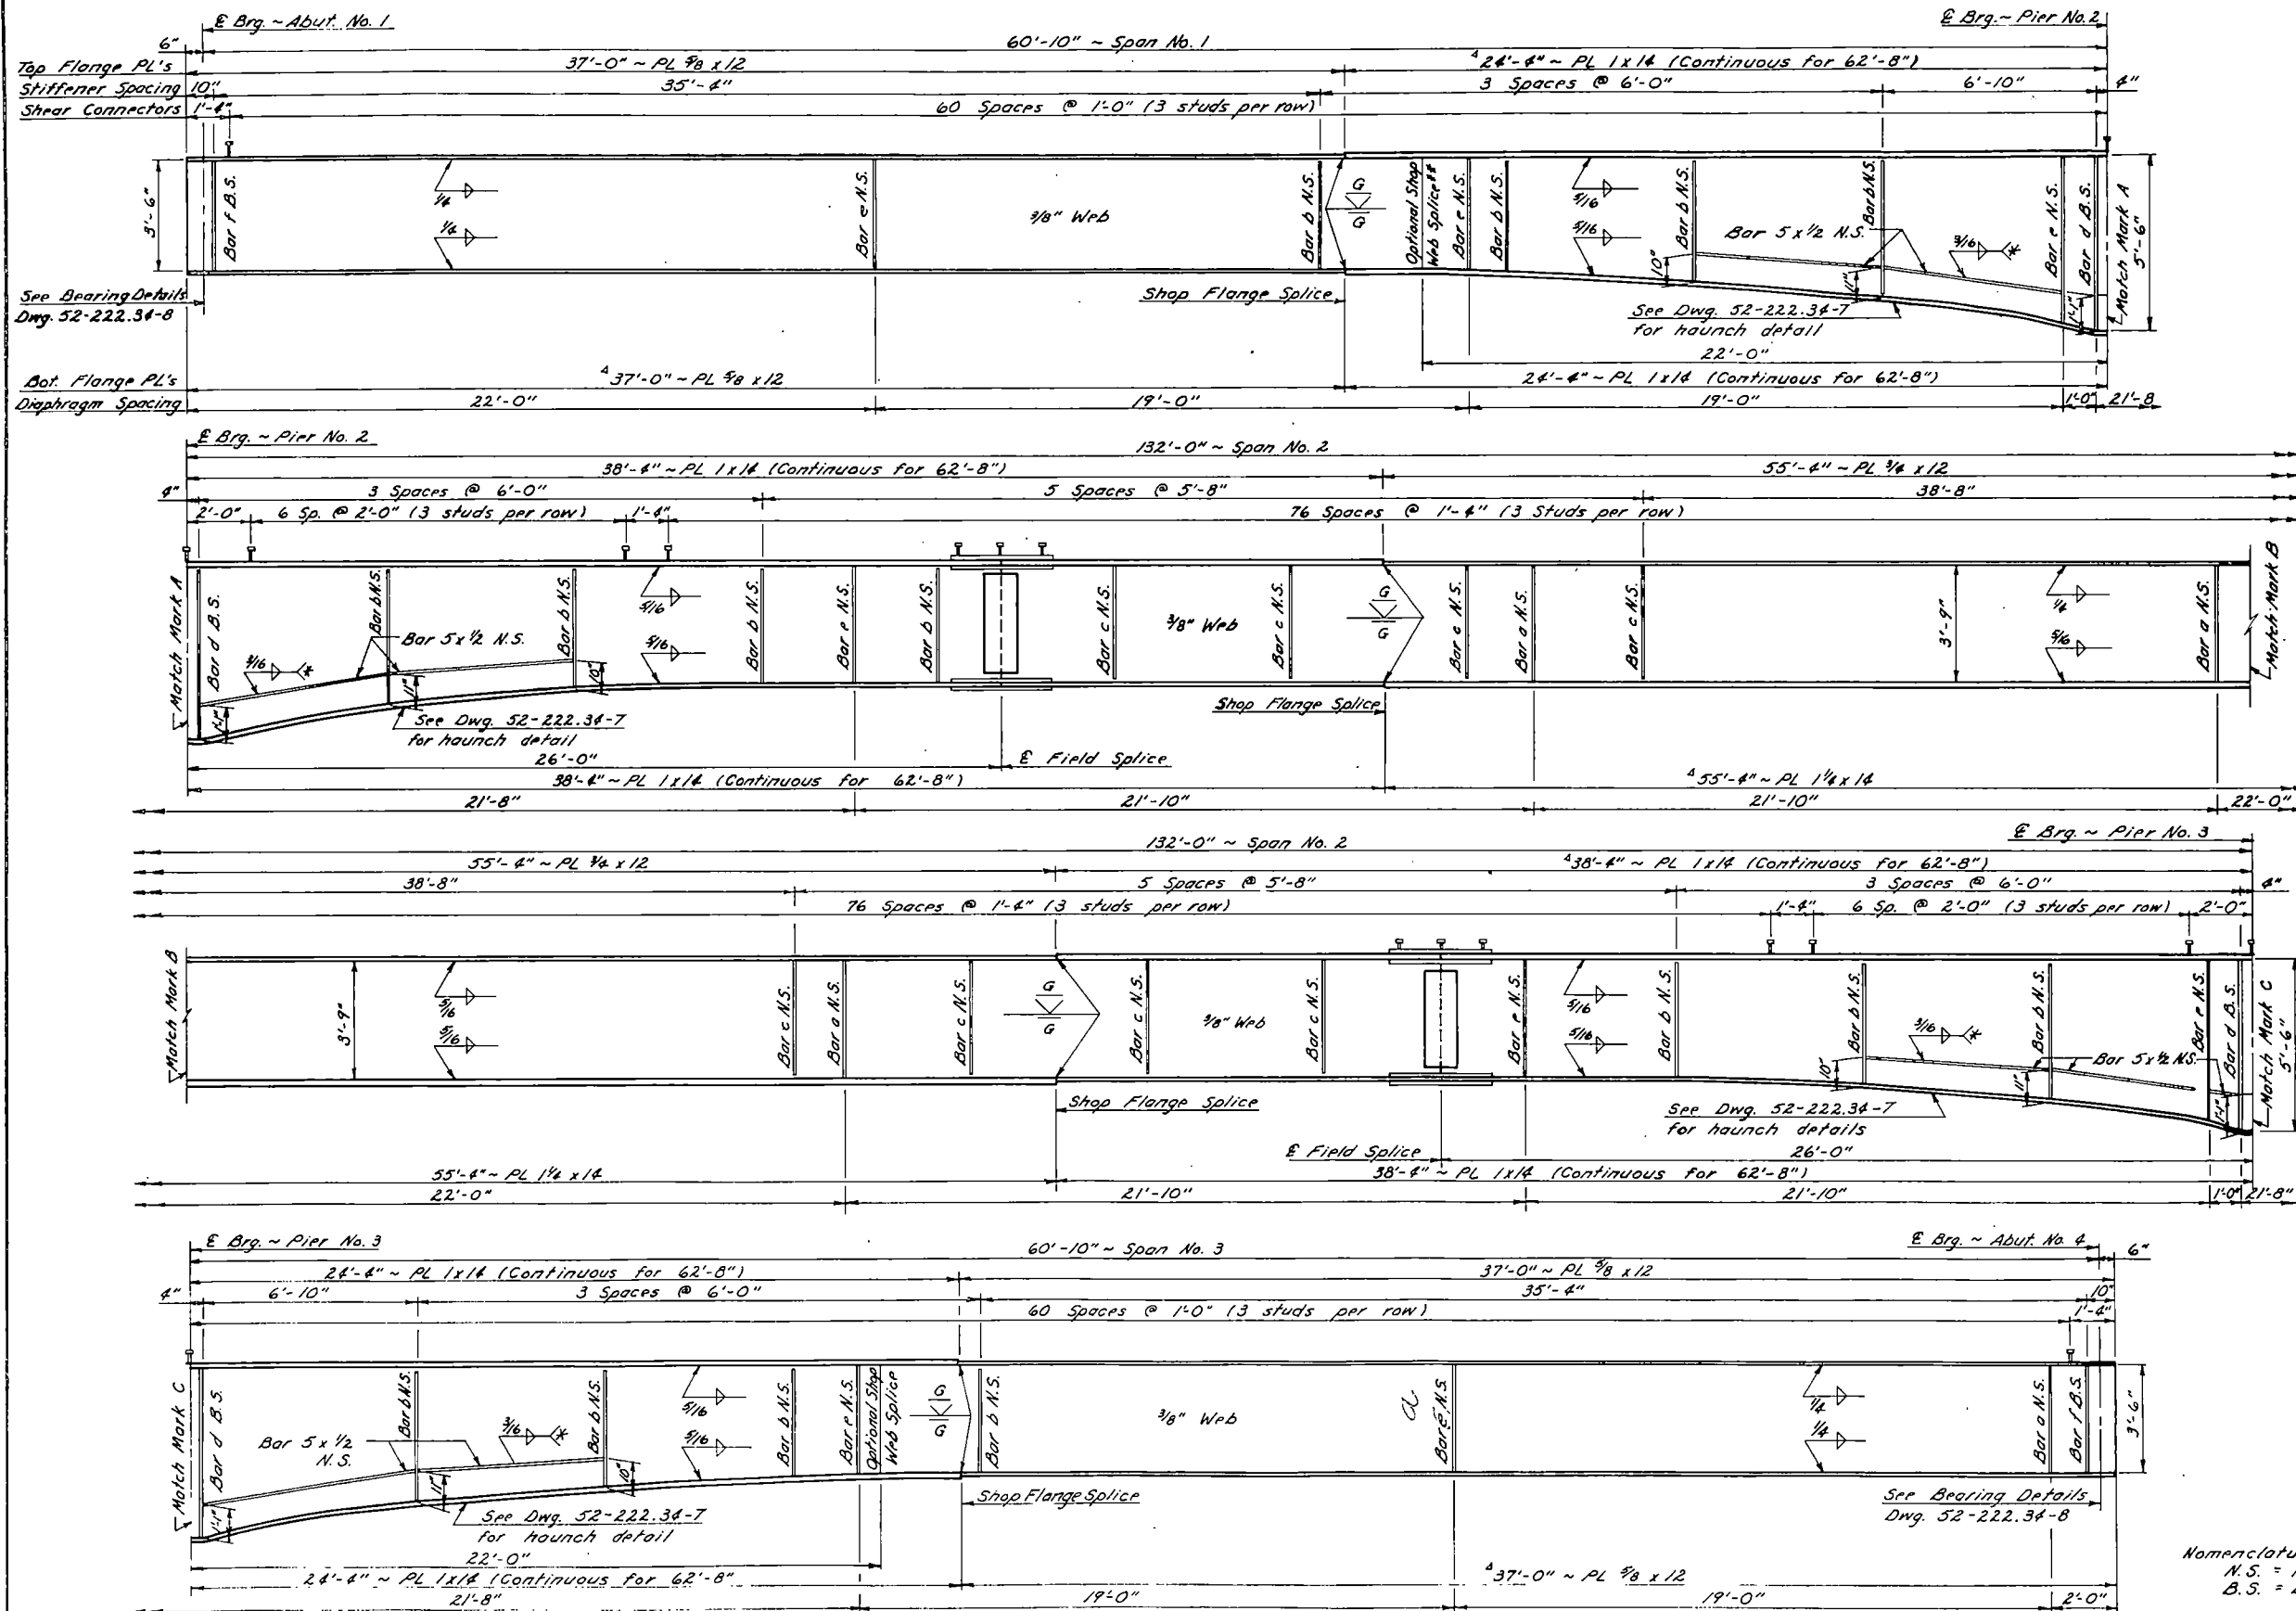 ₵ Brg. ~ Abut. No. 1
₵ Brg. ~ Pier No. 2
6"
60'-10" ~ Span No. 1
Top Flange PL's
37'-0" ~ PL 5/8 x 12
Δ 24'-4" ~ PL 1 x 14 (Continuous for 62'-8")
Stiffener Spacing 10"
35'-4"
3 Spaces @ 6'-0"
6'-10"
4"
Shear Connectors 1'-4"
60 Spaces @ 1'-0" (3 studs per row)
3'-6"
Bar f B.S.
1/4
1/4
Bar e N.S.
3/8" Web
Bar b N.S.
G
G
Optional Shop
Web Splice**
Bar e N.S.
Bar b N.S.
5/16
5/16
Bar b N.S.
Bar b N.S.
Bar 5 x 1/2 N.S.
3/16
*
10"
11"
1'-1"
Bar e N.S.
Bar d B.S.
Match Mark A
5'-6"
See Bearing Details
Dwg. 52-222.34-8
Shop Flange Splice
See Dwg. 52-222.34-7
for haunch detail
22'-0"
Bot. Flange PL's
Δ 37'-0" ~ PL 5/8 x 12
24'-4" ~ PL 1 x 14 (Continuous for 62'-8")
Diaphragm Spacing
22'-0"
19'-0"
19'-0"
1'-0"
21'-8
₵ Brg. ~ Pier No. 2
132'-0" ~ Span No. 2
38'-4" ~ PL 1 x 14 (Continuous for 62'-8")
55'-4" ~ PL 3/4 x 12
4"
3 Spaces @ 6'-0"
5 Spaces @ 5'-8"
38'-8"
2'-0"
6 Sp. @ 2'-0" (3 studs per row)
1'-4"
76 Spaces @ 1'-4" (3 Studs per row)
Match Mark A
Bar d B.S.
3/16
*
Bar b N.S.
Bar 5 x 1/2 N.S.
1'-1"
11"
10"
Bar b N.S.
5/16
5/16
Bar b N.S.
Bar e N.S.
Bar b N.S.
Bar c N.S.
3/8" Web
Bar c N.S.
G
G
Bar c N.S.
Bar a N.S.
Bar c N.S.
3'-9"
1/4
5/16
Bar a N.S.
Match Mark B
See Dwg. 52-222.34-7
for haunch detail
Shop Flange Splice
26'-0"
₵ Field Splice
38'-4" ~ PL 1 x 14 (Continuous for 62'-8")
Δ 55'-4" ~ PL 1 1/4 x 14
21'-8"
21'-10"
21'-10"
22'-0"
132'-0" ~ Span No. 2
₵ Brg. ~ Pier No. 3
55'-4" ~ PL 3/4 x 12
Δ 38'-4" ~ PL 1 x 14 (Continuous for 62'-8")
38'-8"
5 Spaces @ 5'-8"
3 Spaces @ 6'-0"
4"
76 Spaces @ 1'-4" (3 studs per row)
1'-4"
6 Sp. @ 2'-0" (3 studs per row)
2'-0"
Match Mark B
3'-9"
5/16
5/16
Bar c N.S.
Bar a N.S.
Bar c N.S.
G
G
Bar c N.S.
3/8" Web
Bar c N.S.
Bar e N.S.
5/16
5/16
Bar b N.S.
Bar b N.S.
3/16
*
Bar b N.S.
Bar 5 x 1/2 N.S.
10"
11"
1'-1"
Bar e N.S.
Bar d B.S.
Match Mark C
5'-6"
Shop Flange Splice
See Dwg. 52-222.34-7
for haunch details
₵ Field Splice
26'-0"
55'-4" ~ PL 1 1/4 x 14
38'-4" ~ PL 1 x 14 (Continuous for 62'-8")
22'-0"
21'-10"
21'-10"
1'-0"
21'-8"
₵ Brg. ~ Pier No. 3
60'-10" ~ Span No. 3
₵ Brg. ~ Abut. No. 4
6"
24'-4" ~ PL 1 x 14 (Continuous for 62'-8")
37'-0" ~ PL 5/8 x 12
4"
6'-10"
3 Spaces @ 6'-0"
35'-4"
10"
60 Spaces @ 1'-0" (3 studs per row)
1'-4"
Match Mark C
Bar d B.S.
Bar 5 x 1/2
N.S.
Bar b N.S.
3/16
*
Bar b N.S.
1'-1"
11"
10"
5/16
5/16
Bar b N.S.
Bar e N.S.
Optional Shop
Web Splice
G
G
Bar b N.S.
3/8" Web
a
Bar e N.S.
1/4
1/4
Bar a N.S.
Bar f B.S.
3'-6"
See Dwg. 52-222.34-7
for haunch detail
Shop Flange Splice
See Bearing Details
Dwg. 52-222.34-8
22'-0"
24'-4" ~ PL 1 x 14 (Continuous for 62'-8"
Δ 37'-0" ~ PL 5/8 x 12
21'-8"
19'-0"
19'-0"
2'-0"
N.S. =
B.S. =